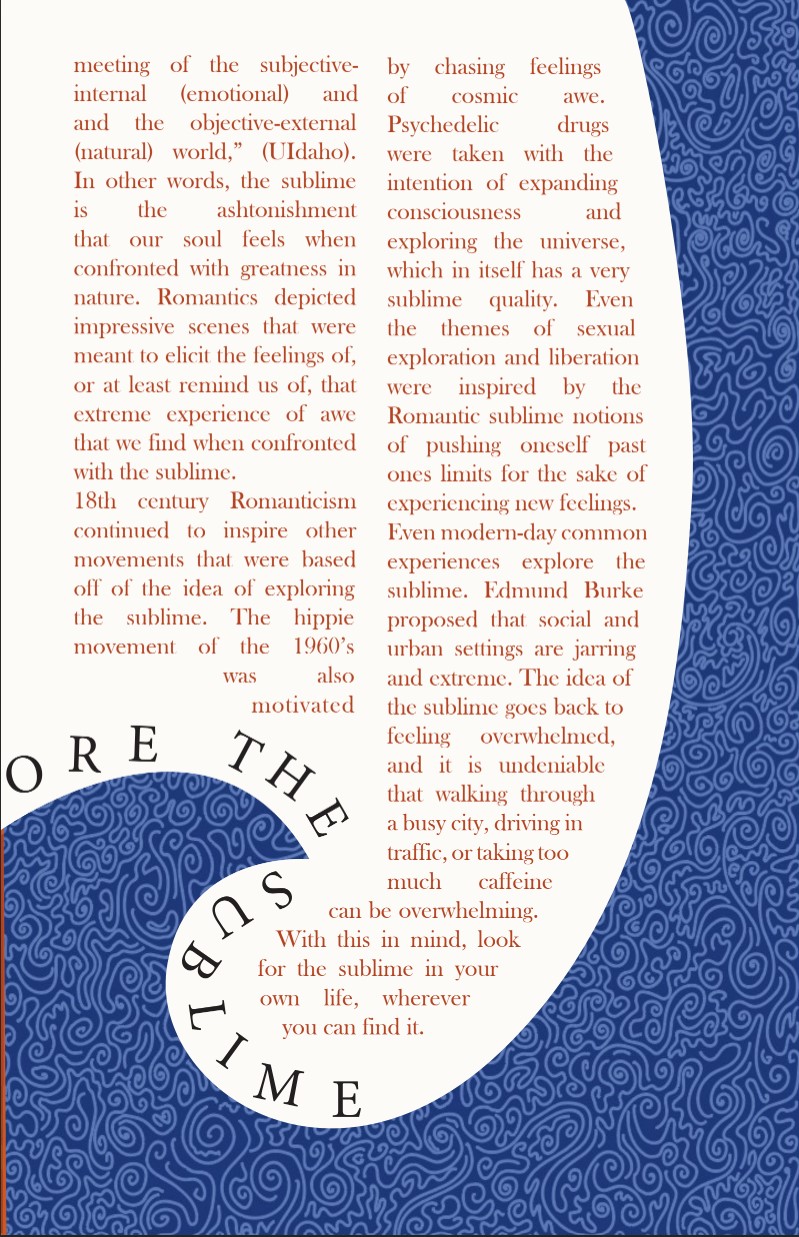 meeting of the subjective-
internal (emotional) and
and the objective-external
(natural) world,” (UIdaho).
In other words, the sublime
is the ashtonishment
that our soul feels when
confronted with greatness in
nature. Romantics depicted
impressive scenes that were
meant to elicit the feelings of,
or at least remind us of, that
extreme experience of awe
that we find when confronted
with the sublime.
18th century Romanticism
continued to inspire other
movements that were based
off of the idea of exploring
the sublime. The hippie
movement of the 1960’s
was also
motivated
by chasing feelings
of cosmic awe.
Psychedelic drugs
were taken with the
intention of expanding
consciousness and
exploring the universe,
which in itself has a very
sublime quality. Even
the themes of sexual
exploration and liberation
were inspired by the
Romantic sublime notions
of pushing oneself past
ones limits for the sake of
experiencing new feelings.
Even modern-day common
experiences explore the
sublime. Edmund Burke
proposed that social and
urban settings are jarring
and extreme. The idea of
the sublime goes back to
feeling overwhelmed,
and it is undeniable
that walking through
a busy city, driving in
traffic, or taking too
much caffeine
can be overwhelming.
With this in mind, look
for the sublime in your
own life, wherever
you can find it.
ORE THE
SUBLIME